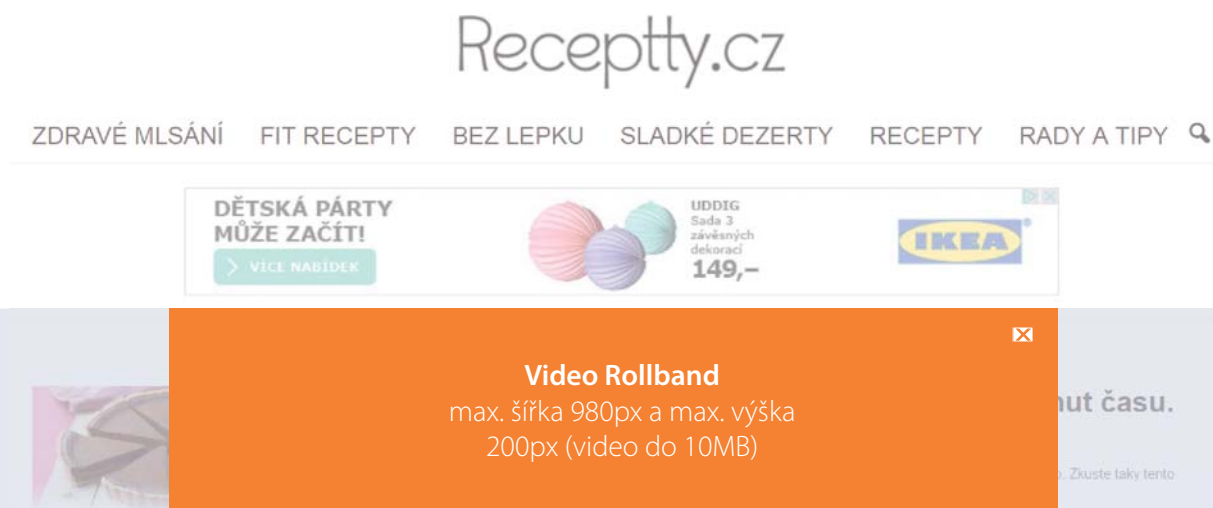 Receptty.cz
ZDRAVÉ MLSÁNÍ FIT RECEPTY BEZ LEPKU SLADKÉ DEZERTY RECEPTY RADY A TIPY
DĚTSKÁ PÁRTY
MŮŽE ZAČÍT!
VÍCE NABÍDEK
UDDIG
Sada 3
závěsných
dekorací
149,–
IKEA
Video Rollband
max. šířka 980px a max. výška
200px (video do 10MB)
času.
Zkuste taky tento